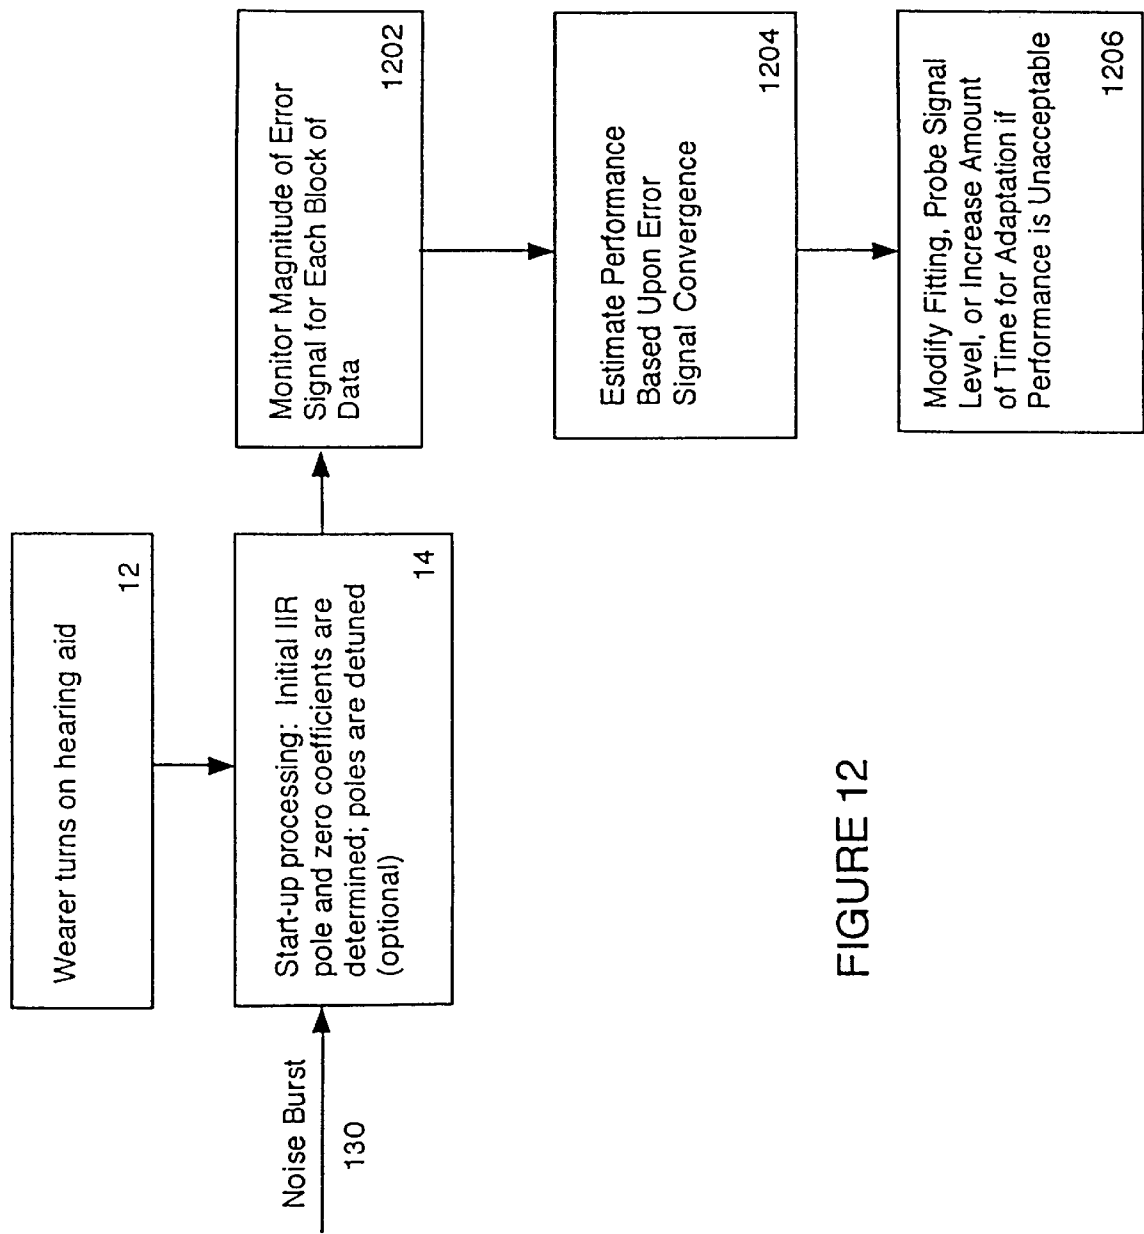 Wearer turns on hearing aid
12
Noise Burst
130
Start-up processing: Initial IIR
pole and zero coefficients are
determined; poles are detuned
(optional)
14
Monitor Magnitude of Error
Signal for Each Block of
Data
1202
Estimate Performance
Based Upon Error
Signal Convergence
1204
Modify Fitting, Probe Signal
Level, or Increase Amount
of Time for Adaptation if
Performance is Unacceptable
1206
FIGURE 12